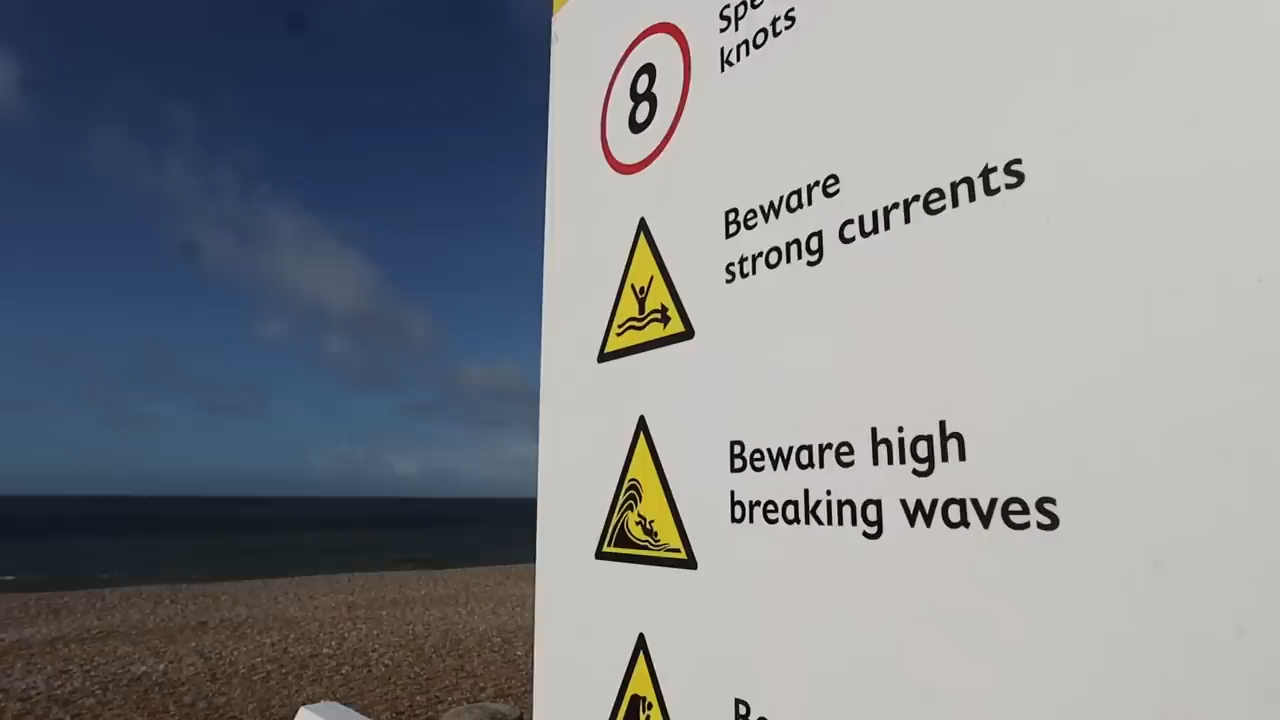 8
knots
Beware
strong currents
Beware high
breaking waves